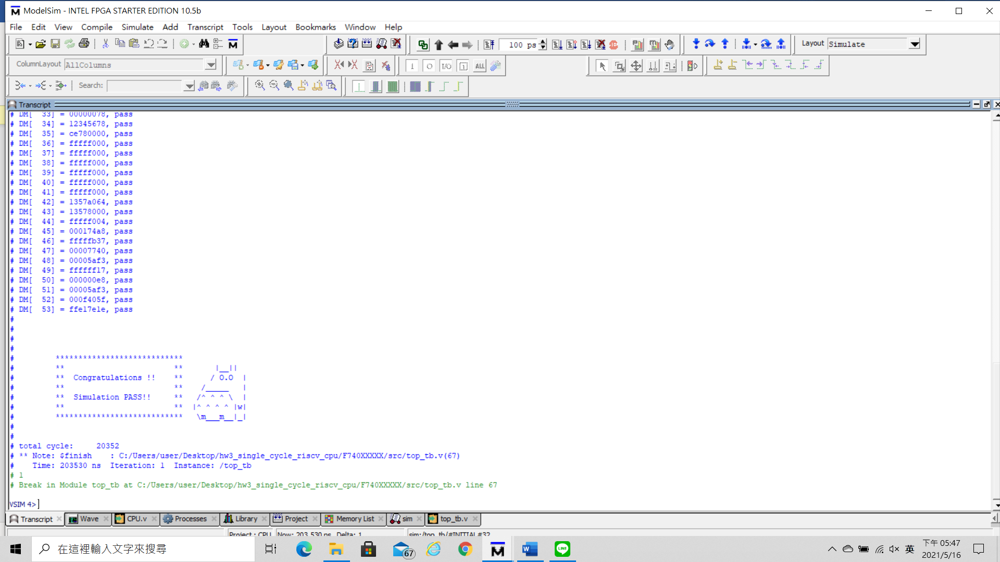 ModelSim - INTEL FPGA STARTER EDITION 10.5b
File Edit View Compile Simulate Add Transcript Tools Layout Bookmarks Window Help
100 ps
Layout Simulate
ColumnLayout AllColumns
ALL
Search:
Transcript
# DM[  33] = 00000078, pass
# DM[  34] = 12345678, pass
# DM[  35] = ce780000, pass
# DM[  36] = fffff000, pass
# DM[  37] = fffff000, pass
# DM[  38] = fffff000, pass
# DM[  39] = fffff000, pass
# DM[  40] = fffff000, pass
# DM[  41] = fffff000, pass
# DM[  42] = 1357a064, pass
# DM[  43] = 13578000, pass
# DM[  44] = fffff004, pass
# DM[  45] = 000174a8, pass
# DM[  46] = fffffb37, pass
# DM[  47] = 00007740, pass
# DM[  48] = 00005af3, pass
# DM[  49] = ffffff17, pass
# DM[  50] = 000000e8, pass
# DM[  51] = 00005af3, pass
# DM[  52] = 000f405f, pass
# DM[  53] = ffe17e1e, pass
#
#
#
#
#         ****************************
#         **                        **        |__||
#         **  Congratulations !!    **       / O.O  |
#         **                        **     /_____   |
#         **  Simulation PASS!!     **    /^ ^ ^ \  |
#         **                        **   |^ ^ ^ ^ |w|
#         ****************************    \m___m__|_|
#
#
# total cycle:     20352
# ** Note: $finish    : C:/Users/user/Desktop/hw3_single_cycle_riscv_cpu/F740XXXXX/src/top_tb.v(67)
#    Time: 203530 ns  Iteration: 1  Instance: /top_tb
# 1
# Break in Module top_tb at C:/Users/user/Desktop/hw3_single_cycle_riscv_cpu/F740XXXXX/src/top_tb.v line 67
VSIM 4>
Transcript Wave CPU.v Processes Library Project Memory List sim top_tb.v
Project : CPU Now: 203,530 ns Delta: 1 sim:/top_tb/#INITIAL#32
在這裡輸入文字來搜尋
67
LINE
英
下午 05:47
2021/5/16